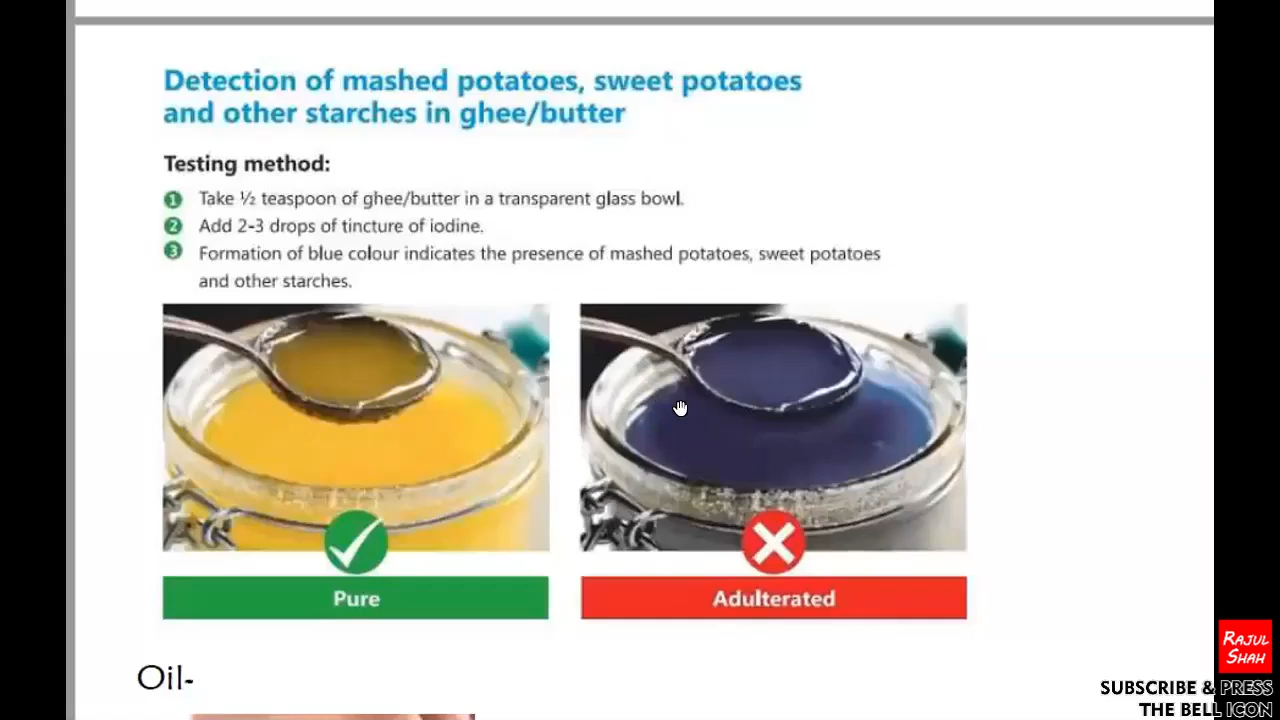 Detection of mashed potatoes, sweet potatoes
and other starches in ghee/butter
Testing method:
1 Take ½ teaspoon of ghee/butter in a transparent glass bowl.
2 Add 2-3 drops of tincture of iodine.
3 Formation of blue colour indicates the presence of mashed potatoes, sweet potatoes
and other starches.
Pure
Adulterated
Oil-
RAJUL
SHAH
SUBSCRIBE & PRESS
THE BELL ICON